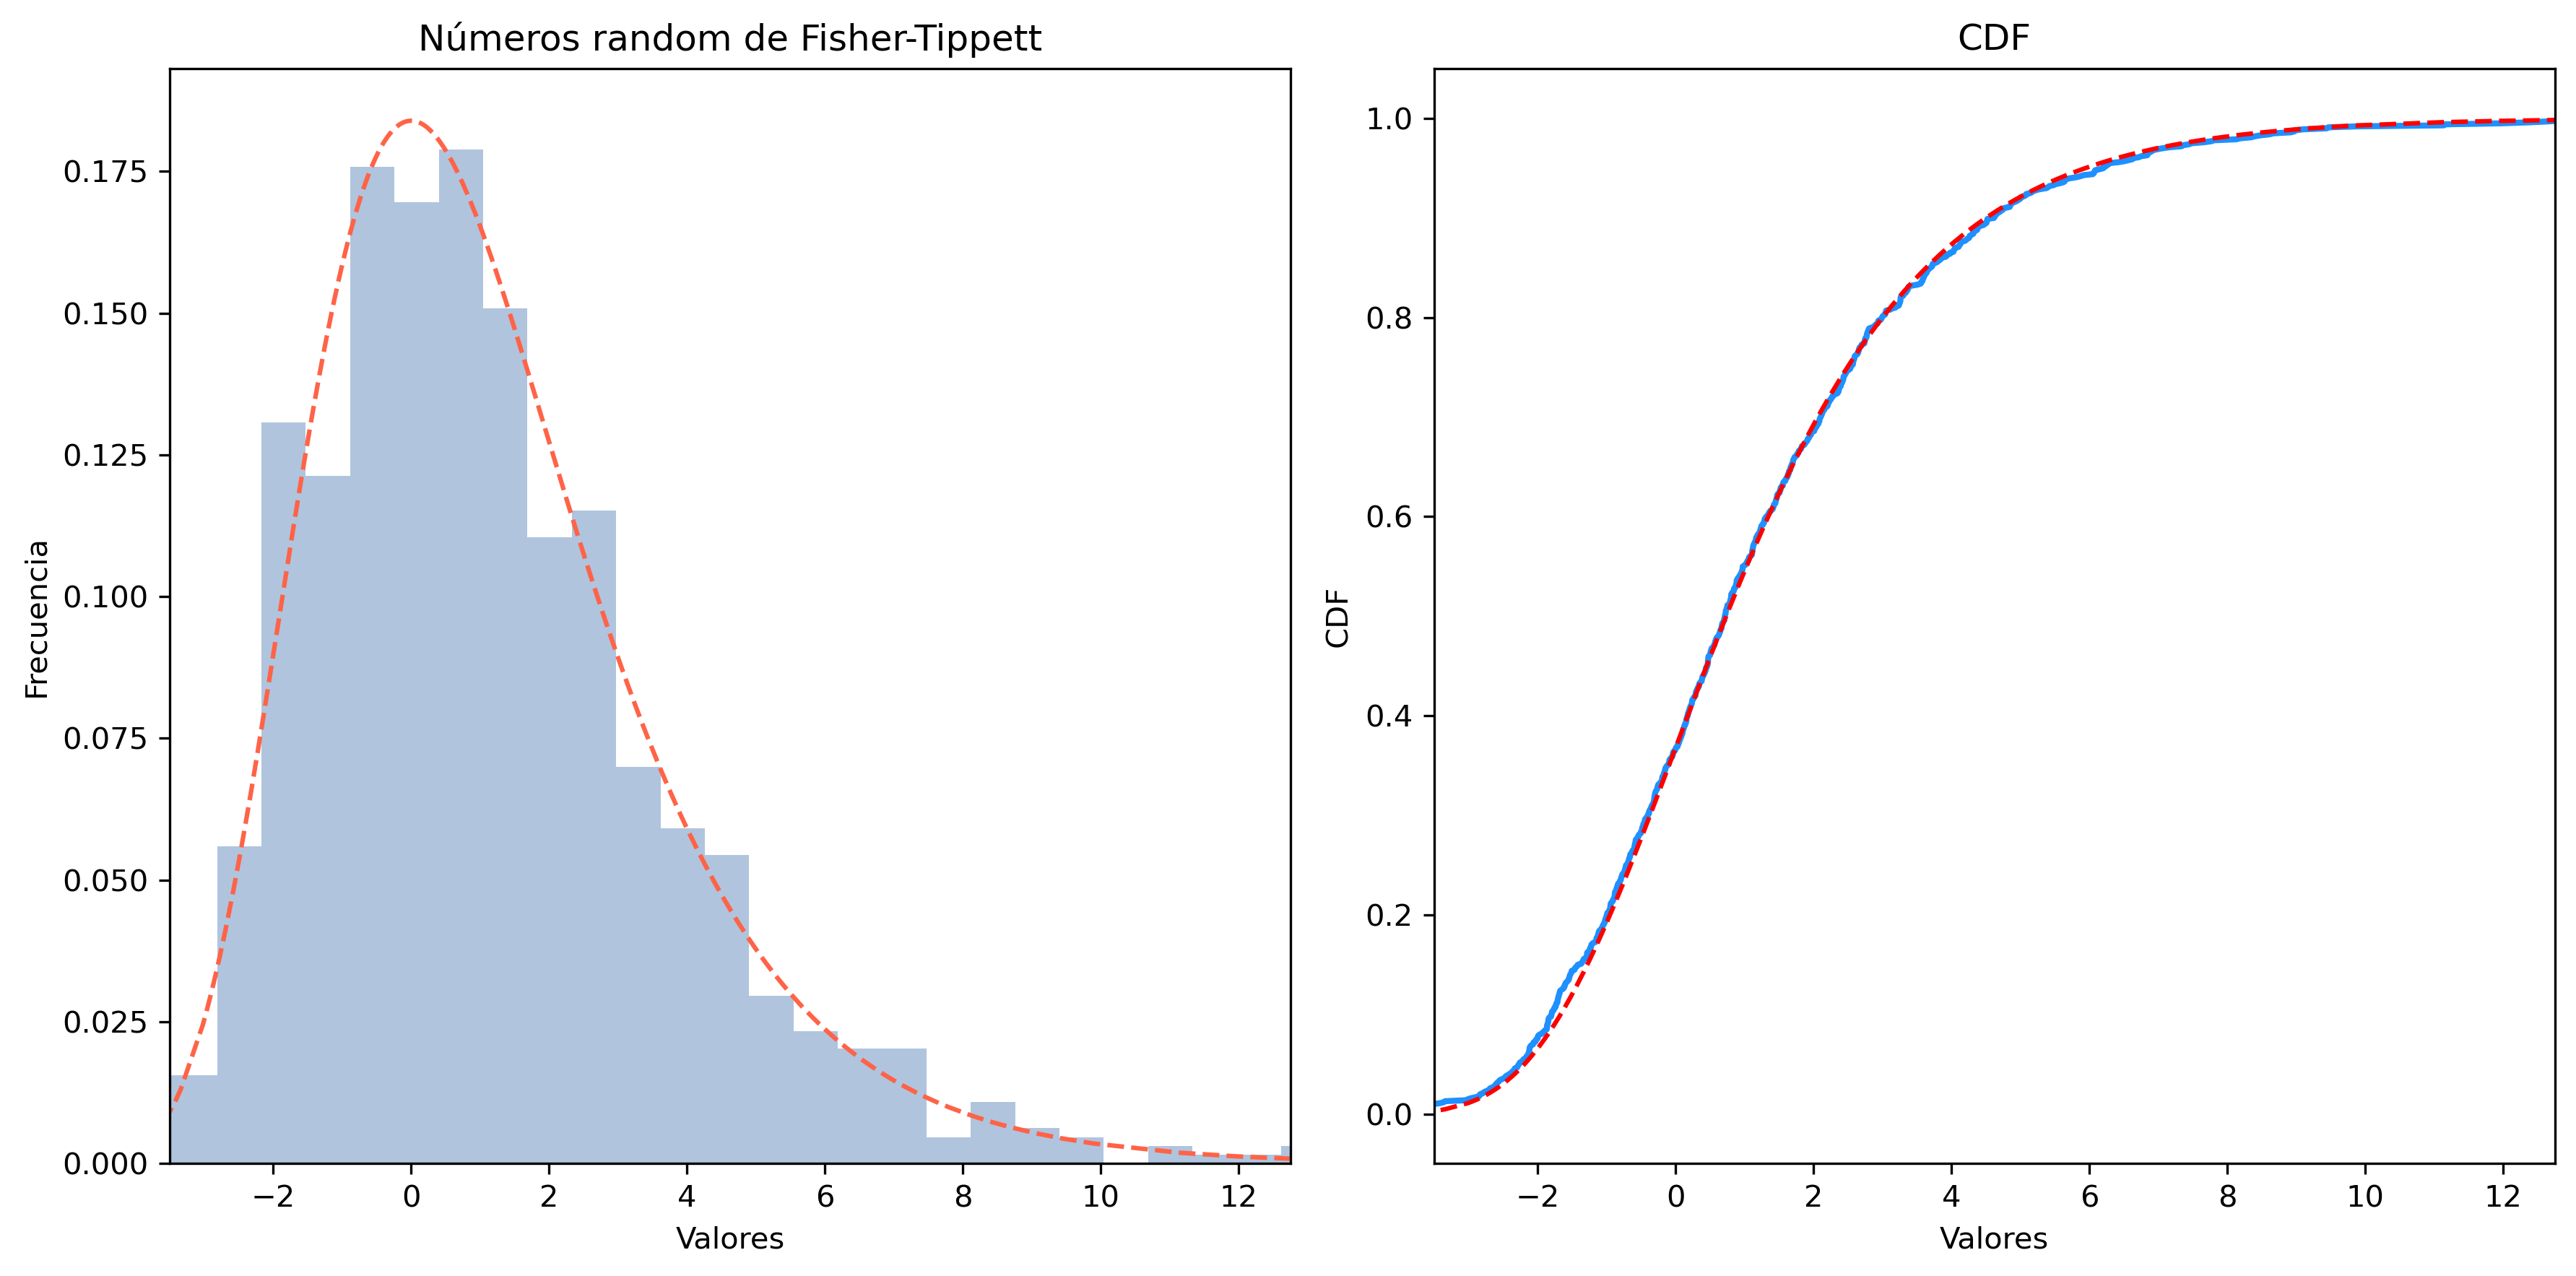 Números random de Fisher-Tippett
0.175
0.150
0.125
0.100
0.075
0.050
0.025
0.000
Frecuencia
−2 0 2 4 6 8 10 12
Valores
CDF
1.0
0.8
0.6
0.4
0.2
0.0
CDF
−2 0 2 4 6 8 10 12
Valores